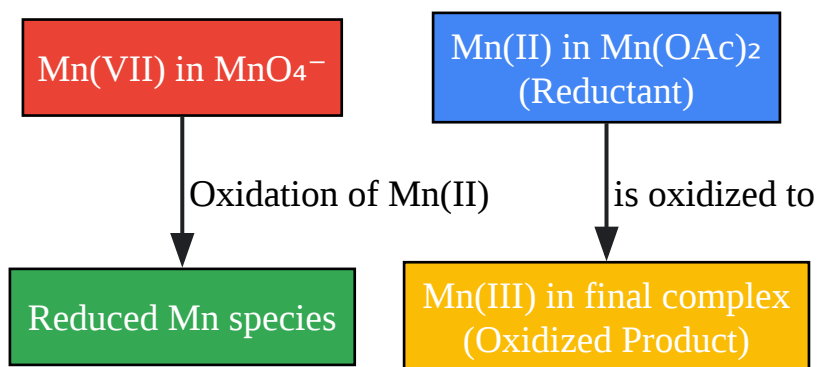 Mn(VII) in MnO₄⁻
Mn(II) in Mn(OAc)₂
(Reductant)
Oxidation of Mn(II)
is oxidized to
Reduced Mn species
Mn(III) in final complex
(Oxidized Product)